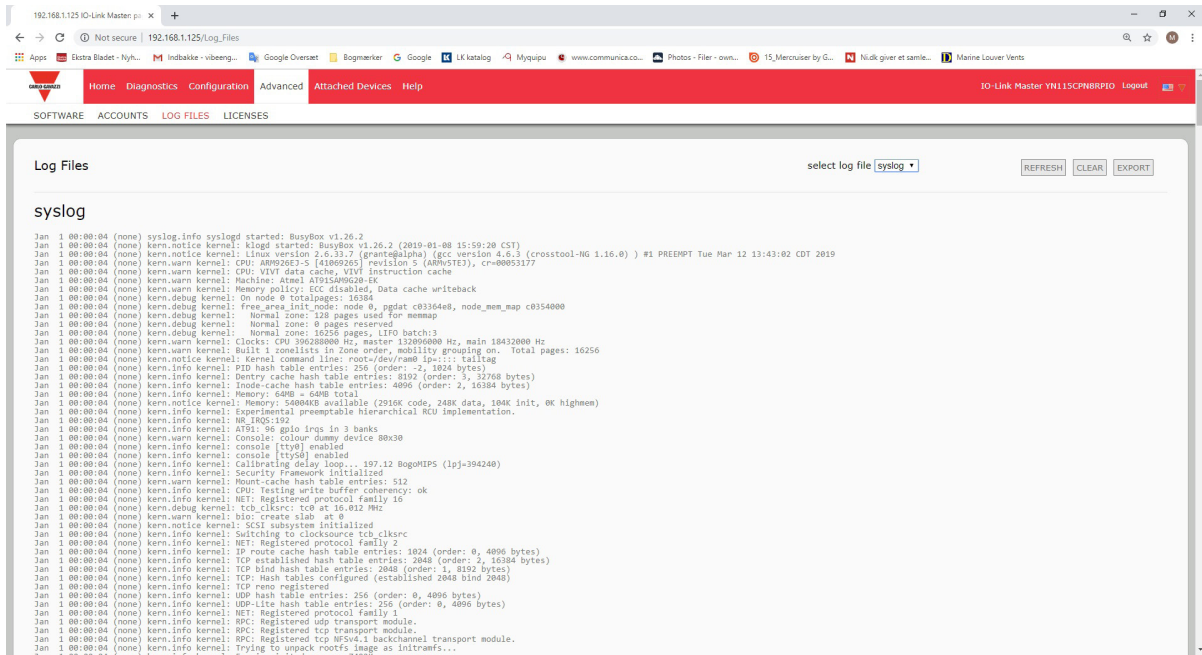 192.168.1.125 IO-Link Master: pa
Not secure | 192.168.1.125/Log_Files
Apps Ekstra Bladet - Nyh... Indbakke - vibeeng... Google Oversæt Bogmærker Google LK katalog Myquipu www.communica.co... Photos - Filer - own... 15_Mercruiser by G... Ni.dk giver et samle... Marine Louver Vents
CARLO GAVAZZI
Home Diagnostics Configuration Advanced Attached Devices Help
IO-Link Master YN115CPN8RPIO Logout
SOFTWARE ACCOUNTS LOG FILES LICENSES
Log Files
select log file syslog
REFRESH CLEAR EXPORT
syslog
Jan 1 00:00:04 (none) syslog.info syslogd started: BusyBox v1.26.2
Jan 1 00:00:04 (none) kern.notice kernel: klogd started: BusyBox v1.26.2 (2019-01-08 15:59:20 CST)
Jan 1 00:00:04 (none) kern.notice kernel: Linux version 2.6.33.7 (grante@alpha) (gcc version 4.6.3 (crosstool-NG 1.16.0) ) #1 PREEMPT Tue Mar 12 13:43:02 CDT 2019
Jan 1 00:00:04 (none) kern.warn kernel: CPU: ARM926EJ-S [41069265] revision 5 (ARMv5TEJ), cr=00053177
Jan 1 00:00:04 (none) kern.warn kernel: CPU: VIVT data cache, VIVT instruction cache
Jan 1 00:00:04 (none) kern.warn kernel: Machine: Atmel AT91SAM9G20-EK
Jan 1 00:00:04 (none) kern.warn kernel: Memory policy: ECC disabled, Data cache writeback
Jan 1 00:00:04 (none) kern.debug kernel: On node 0 totalpages: 16384
Jan 1 00:00:04 (none) kern.debug kernel: free_area_init_node: node 0, pgdat c03364e8, node_mem_map c0354000
Jan 1 00:00:04 (none) kern.debug kernel: Normal zone: 128 pages used for memmap
Jan 1 00:00:04 (none) kern.debug kernel: Normal zone: 0 pages reserved
Jan 1 00:00:04 (none) kern.debug kernel: Normal zone: 16256 pages, LIFO batch:3
Jan 1 00:00:04 (none) kern.warn kernel: Clocks: CPU 396288000 Hz, master 132096000 Hz, main 18432000 Hz
Jan 1 00:00:04 (none) kern.warn kernel: Built 1 zonelists in Zone order, mobility grouping on. Total pages: 16256
Jan 1 00:00:04 (none) kern.notice kernel: Kernel command line: root=/dev/ram0 ip=:::: tailtag
Jan 1 00:00:04 (none) kern.info kernel: PID hash table entries: 256 (order: -2, 1024 bytes)
Jan 1 00:00:04 (none) kern.info kernel: Dentry cache hash table entries: 8192 (order: 3, 32768 bytes)
Jan 1 00:00:04 (none) kern.info kernel: Inode-cache hash table entries: 4096 (order: 2, 16384 bytes)
Jan 1 00:00:04 (none) kern.info kernel: Memory: 64MB = 64MB total
Jan 1 00:00:04 (none) kern.notice kernel: Memory: 54004KB available (2916K code, 248K data, 104K init, 0K highmem)
Jan 1 00:00:04 (none) kern.info kernel: Experimental preemptable hierarchical RCU implementation.
Jan 1 00:00:04 (none) kern.info kernel: NR_IRQS:192
Jan 1 00:00:04 (none) kern.info kernel: AT91: 96 gpio irqs in 3 banks
Jan 1 00:00:04 (none) kern.warn kernel: Console: colour dummy device 80x30
Jan 1 00:00:04 (none) kern.info kernel: console [tty0] enabled
Jan 1 00:00:04 (none) kern.info kernel: console [ttyS0] enabled
Jan 1 00:00:04 (none) kern.info kernel: Calibrating delay loop... 197.12 BogoMIPS (lpj=394240)
Jan 1 00:00:04 (none) kern.info kernel: Security Framework initialized
Jan 1 00:00:04 (none) kern.warn kernel: Mount-cache hash table entries: 512
Jan 1 00:00:04 (none) kern.info kernel: CPU: Testing write buffer coherency: ok
Jan 1 00:00:04 (none) kern.info kernel: NET: Registered protocol family 16
Jan 1 00:00:04 (none) kern.debug kernel: tcb_clksrc: tc0 at 16.012 MHz
Jan 1 00:00:04 (none) kern.warn kernel: bio: create slab at 0
Jan 1 00:00:04 (none) kern.notice kernel: SCSI subsystem initialized
Jan 1 00:00:04 (none) kern.info kernel: Switching to clocksource tcb_clksrc
Jan 1 00:00:04 (none) kern.info kernel: NET: Registered protocol family 2
Jan 1 00:00:04 (none) kern.info kernel: IP route cache hash table entries: 1024 (order: 0, 4096 bytes)
Jan 1 00:00:04 (none) kern.info kernel: TCP established hash table entries: 2048 (order: 2, 16384 bytes)
Jan 1 00:00:04 (none) kern.info kernel: TCP bind hash table entries: 2048 (order: 1, 8192 bytes)
Jan 1 00:00:04 (none) kern.info kernel: TCP: Hash tables configured (established 2048 bind 2048)
Jan 1 00:00:04 (none) kern.info kernel: TCP reno registered
Jan 1 00:00:04 (none) kern.info kernel: UDP hash table entries: 256 (order: 0, 4096 bytes)
Jan 1 00:00:04 (none) kern.info kernel: UDP-Lite hash table entries: 256 (order: 0, 4096 bytes)
Jan 1 00:00:04 (none) kern.info kernel: NET: Registered protocol family 1
Jan 1 00:00:04 (none) kern.info kernel: RPC: Registered udp transport module.
Jan 1 00:00:04 (none) kern.info kernel: RPC: Registered tcp transport module.
Jan 1 00:00:04 (none) kern.info kernel: RPC: Registered tcp NFSv4.1 backchannel transport module.
Jan 1 00:00:04 (none) kern.info kernel: Trying to unpack rootfs image as initramfs...